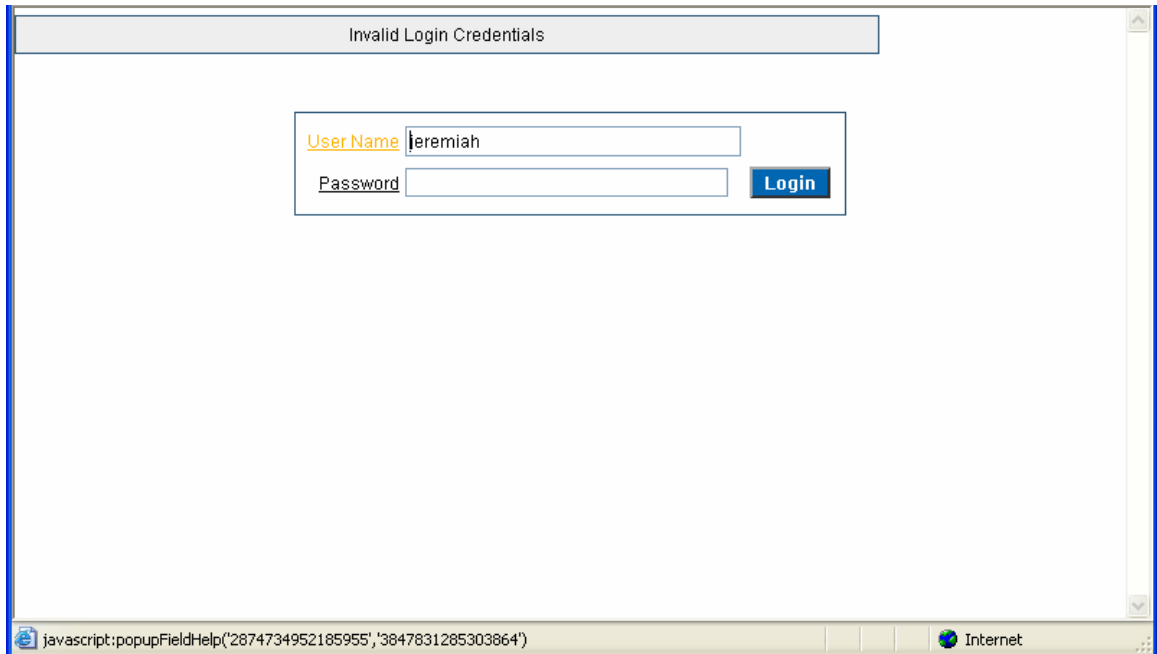 Invalid Login Credentials
User Name jeremiah
Password Login
javascript:popupFieldHelp('2874734952185955','3847831285303864') Internet